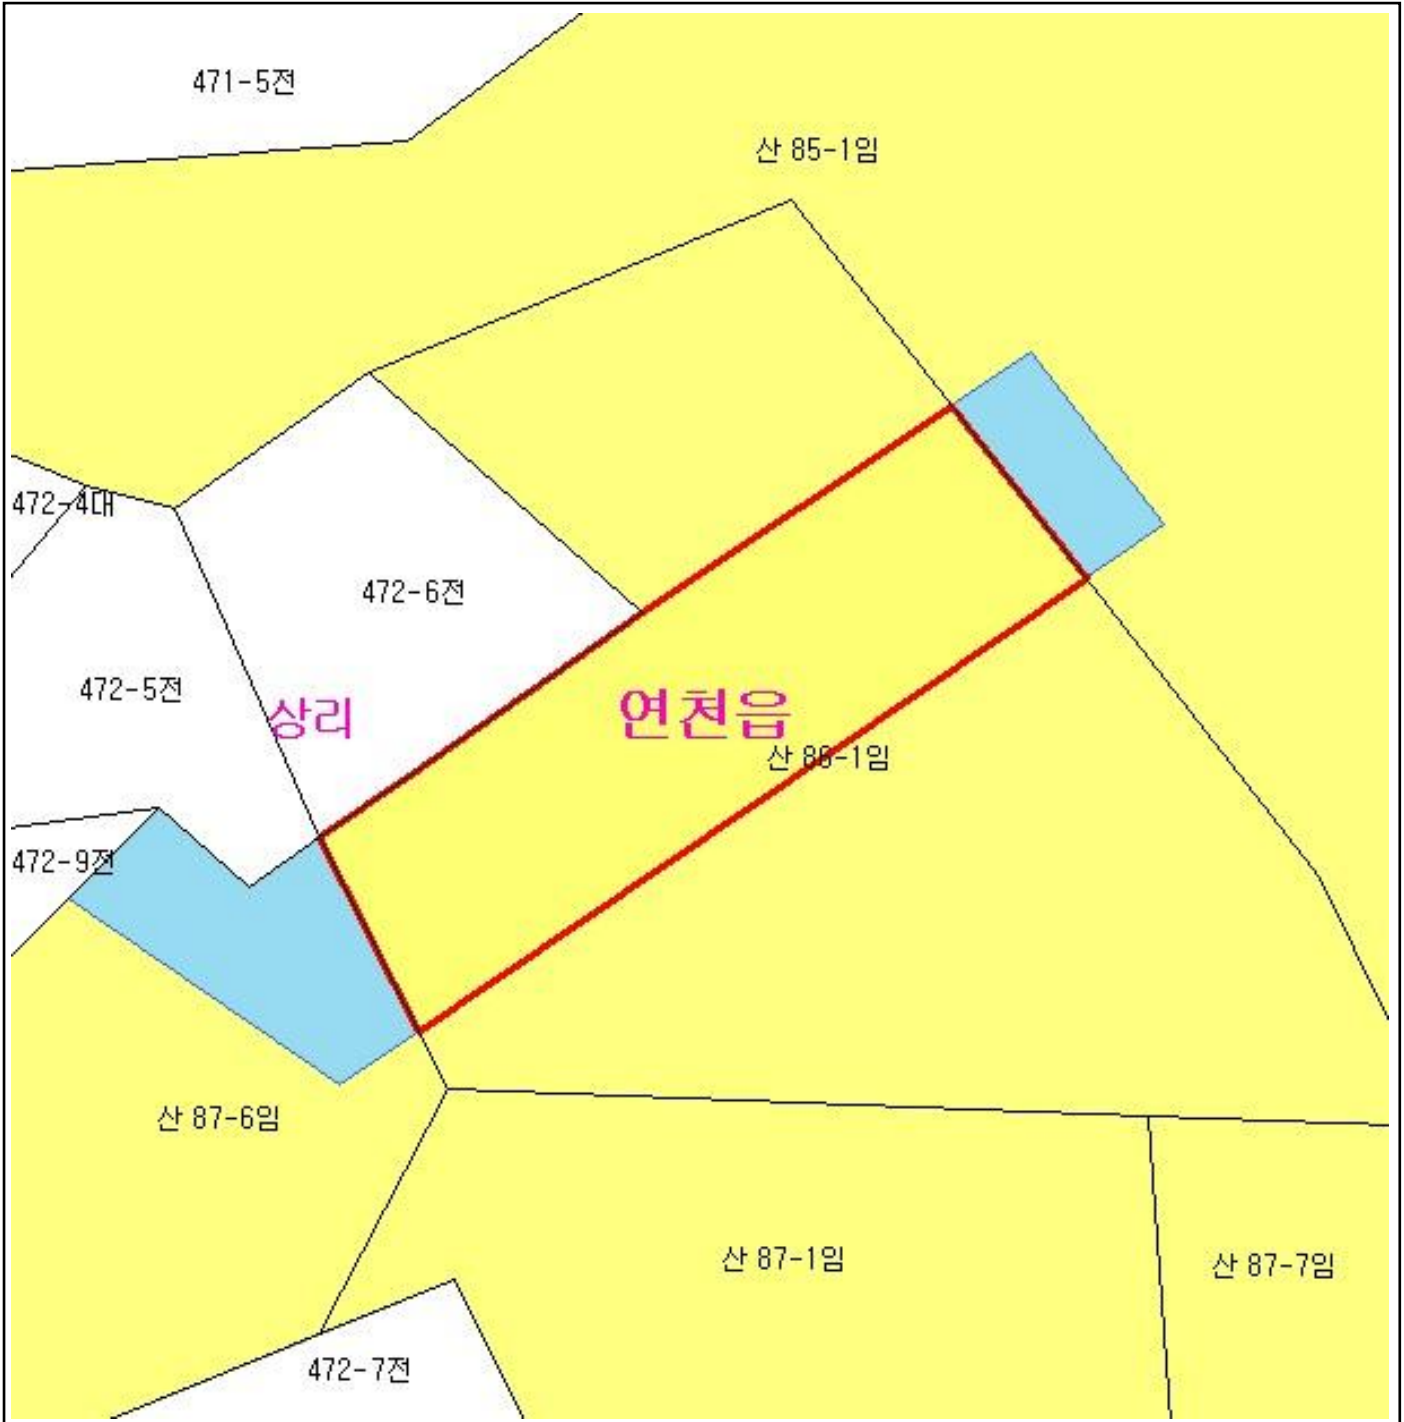 471-5전
산 85-1임
472-4대
472-6전
472-5전
상리
연천읍
산 86-1임
472-9전
산 87-6임
산 87-1임
산 87-7임
472-7전